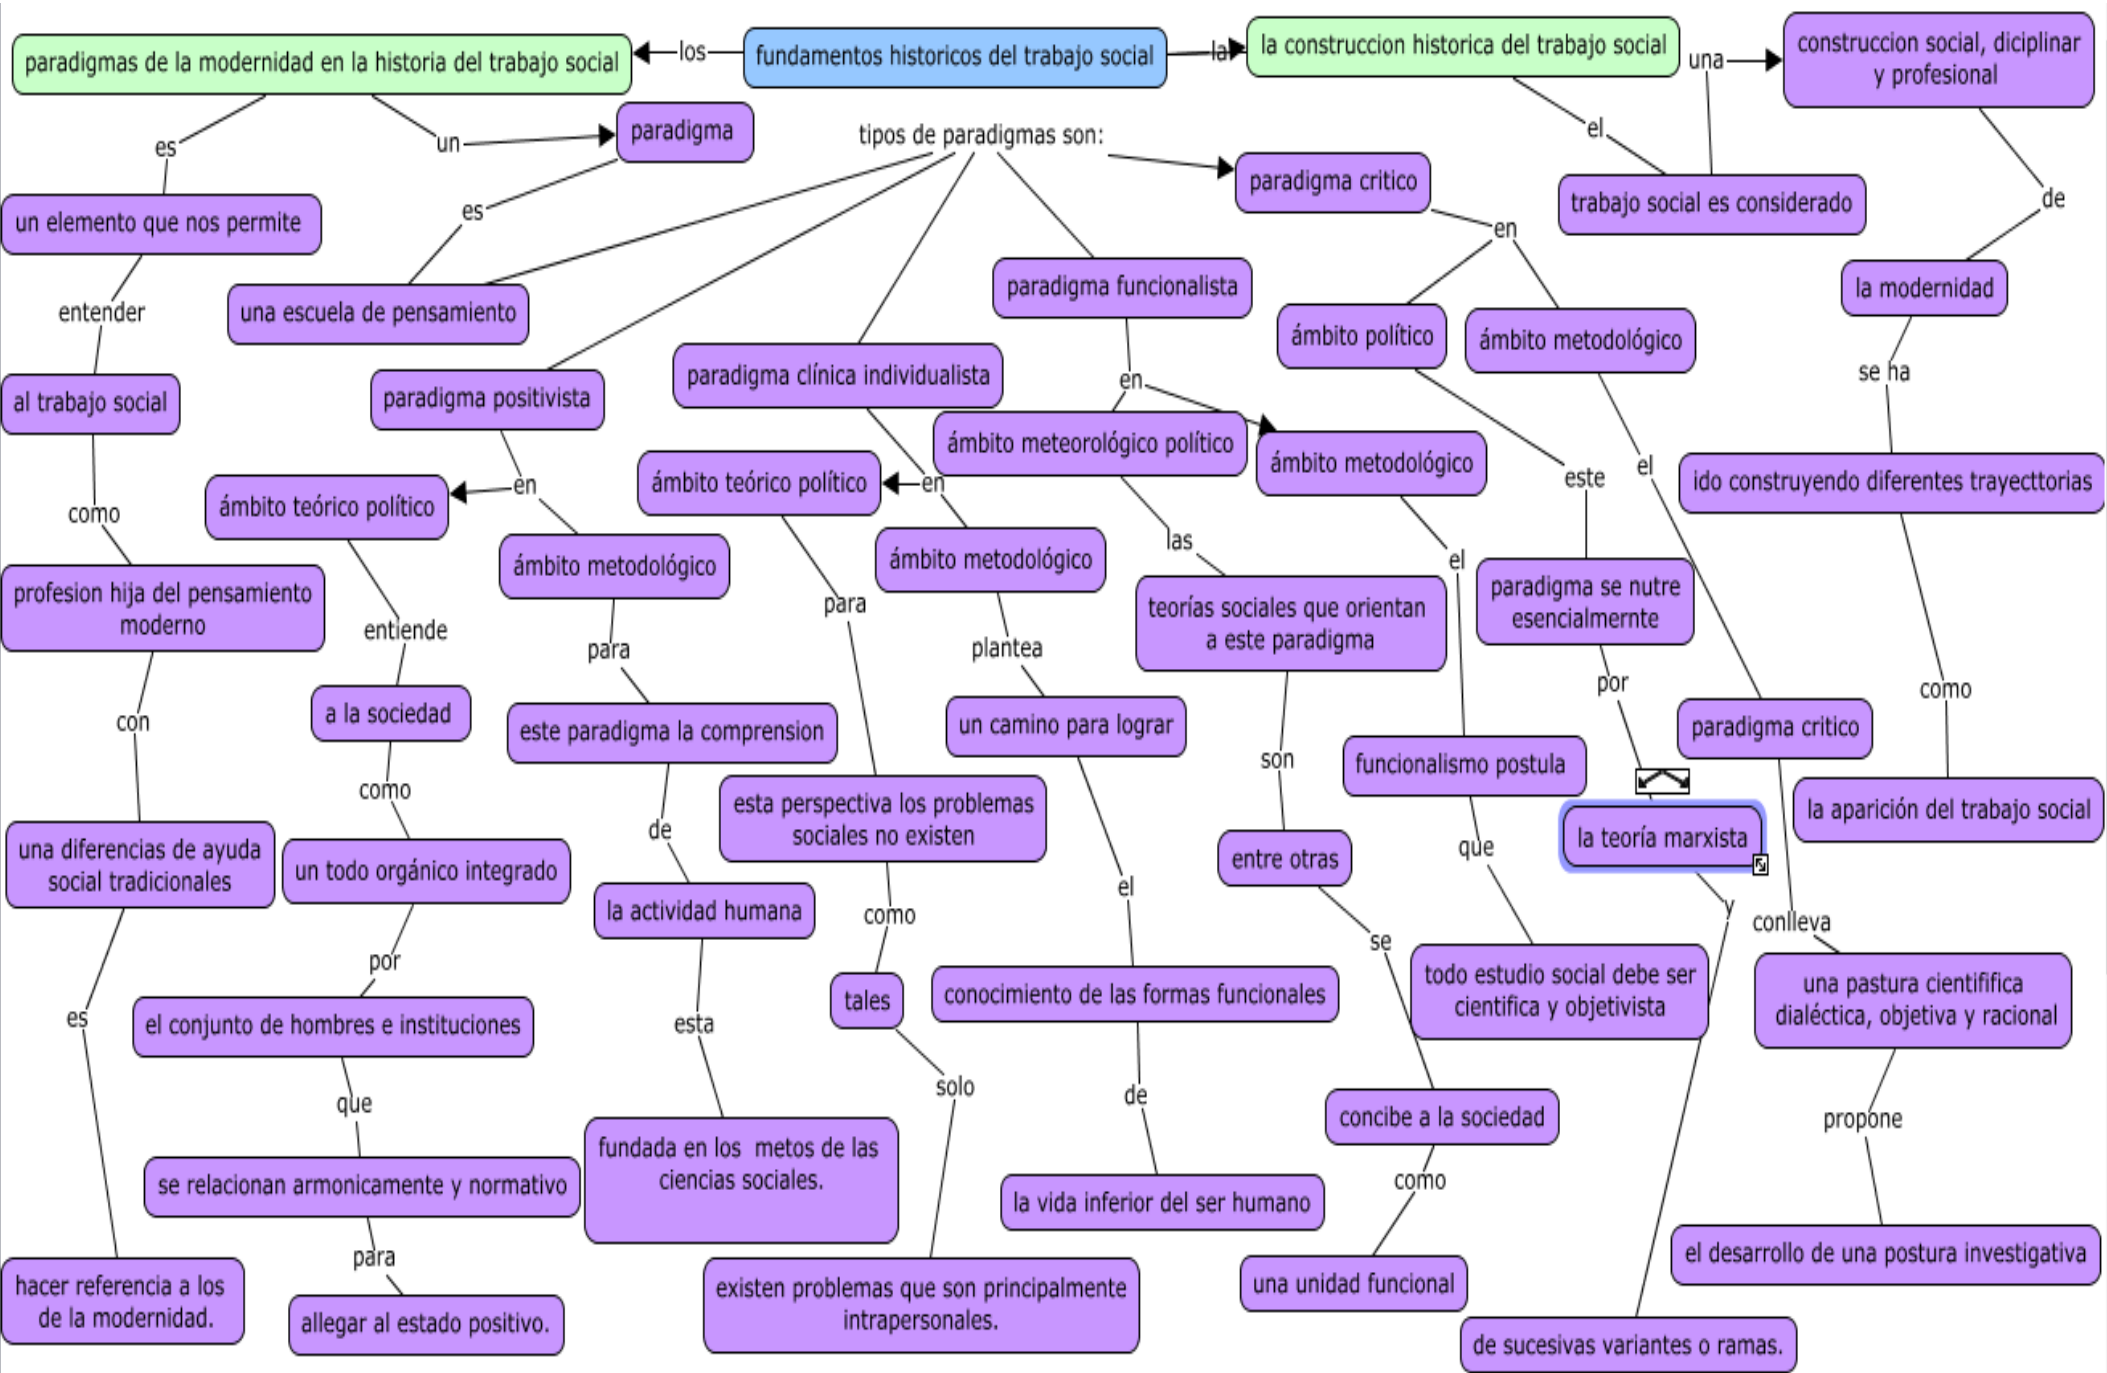 paradigmas de la modernidad en la historia del trabajo social
los
fundamentos historicos del trabajo social
la
la construccion historica del trabajo social
una
construccion social, diciplinar
y profesional
es
un
paradigma
tipos de paradigmas son:
el
paradigma critico
trabajo social es considerado
de
un elemento que nos permite
es
en
entender
una escuela de pensamiento
paradigma funcionalista
la modernidad
ámbito político
ámbito metodológico
se ha
al trabajo social
paradigma positivista
paradigma clínica individualista
en
ámbito meteorológico político
ámbito metodológico
este
el
ido construyendo diferentes trayecttorias
como
ámbito teórico político
en
ámbito teórico político
en
ámbito metodológico
ámbito metodológico
las
el
profesion hija del pensamiento
moderno
entiende
para
para
plantea
teorías sociales que orientan
a este paradigma
paradigma se nutre
esencialmernte
por
como
con
a la sociedad
este paradigma la comprension
un camino para lograr
son
funcionalismo postula
paradigma critico
como
esta perspectiva los problemas
sociales no existen
la teoría marxista
la aparición del trabajo social
una diferencias de ayuda
social tradicionales
un todo orgánico integrado
de
el
entre otras
que
y
conlleva
la actividad humana
como
se
por
tales
conocimiento de las formas funcionales
todo estudio social debe ser
cientifica y objetivista
una pastura cientififica
dialéctica, objetiva y racional
es
el conjunto de hombres e instituciones
esta
solo
de
concibe a la sociedad
propone
que
fundada en los  metos de las
ciencias sociales.
se relacionan armonicamente y normativo
la vida inferior del ser humano
como
para
hacer referencia a los
de la modernidad.
allegar al estado positivo.
existen problemas que son principalmente
intrapersonales.
una unidad funcional
el desarrollo de una postura investigativa
de sucesivas variantes o ramas.